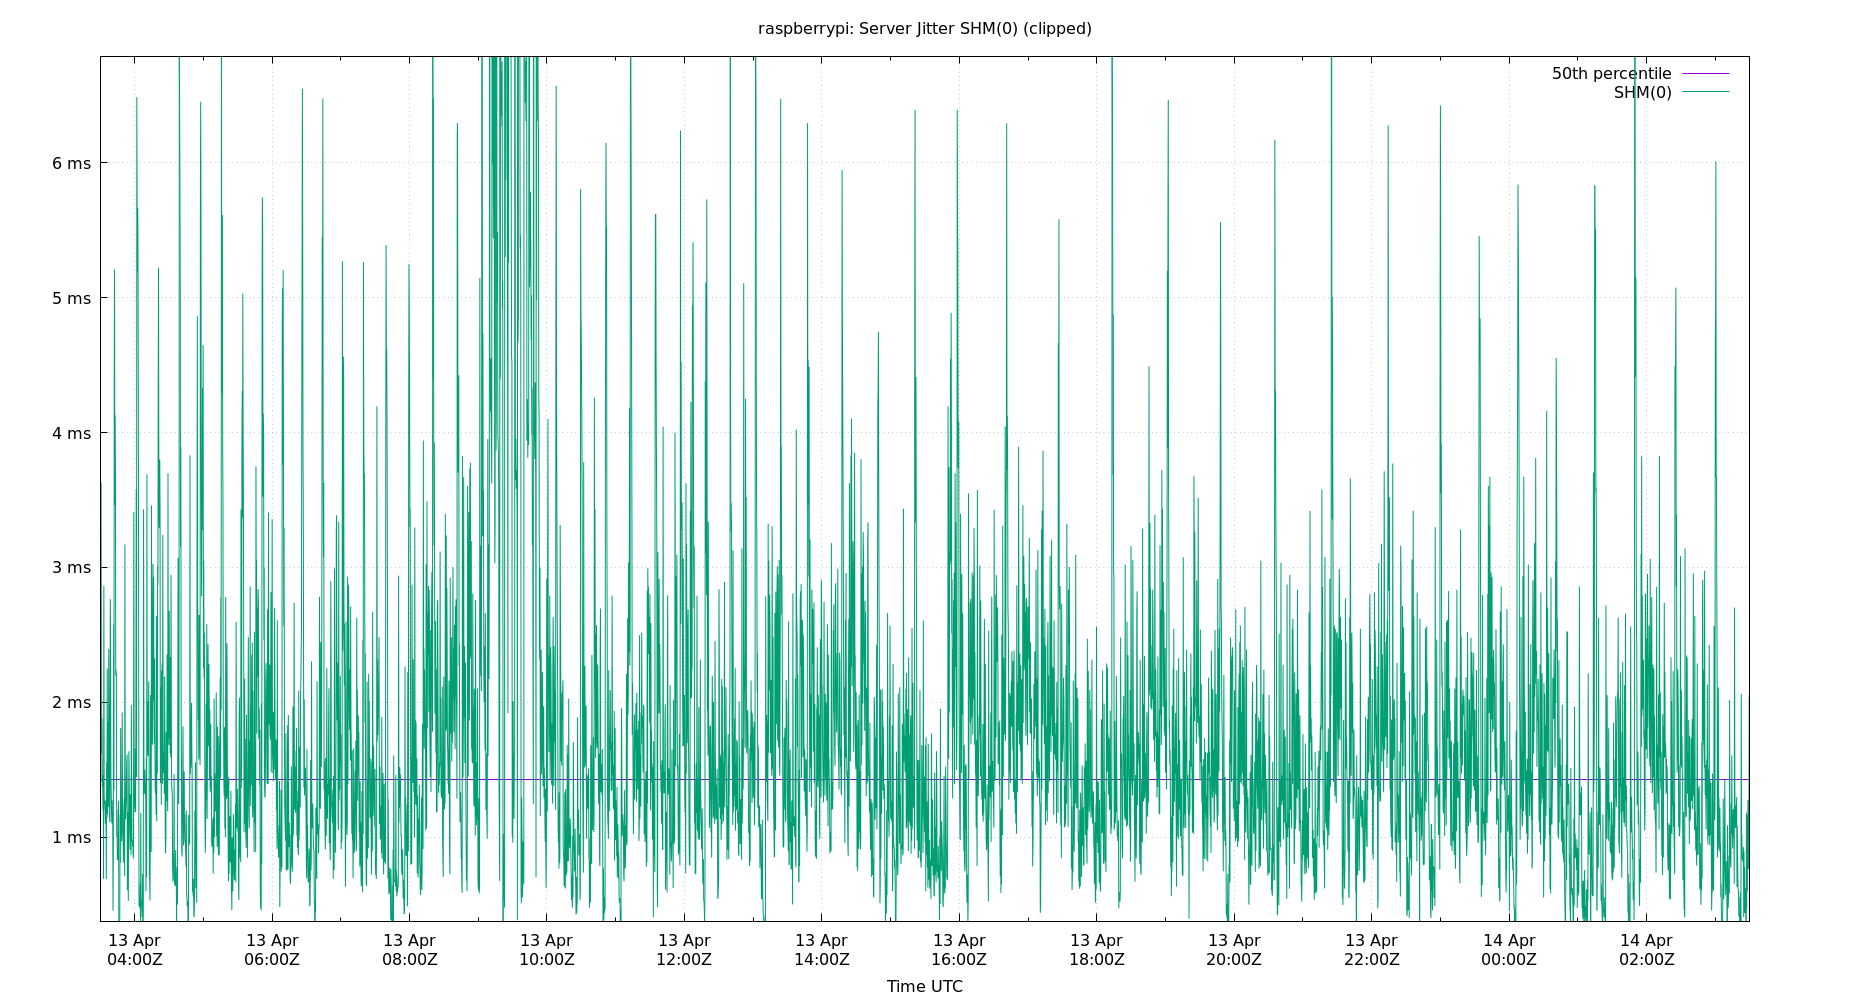 raspberrypi: Server Jitter SHM(0) (clipped)
50th percentile
SHM(0)
6 ms
5 ms
4 ms
3 ms
2 ms
1 ms
13 Apr 13 Apr 13 Apr 13 Apr 13 Apr 13 Apr 13 Apr 13 Apr 13 Apr 13 Apr 14 Apr 14 Apr
04:00Z 06:00Z 08:00Z 10:00Z 12:00Z 14:00Z 16:00Z 18:00Z 20:00Z 22:00Z 00:00Z 02:00Z
Time UTC